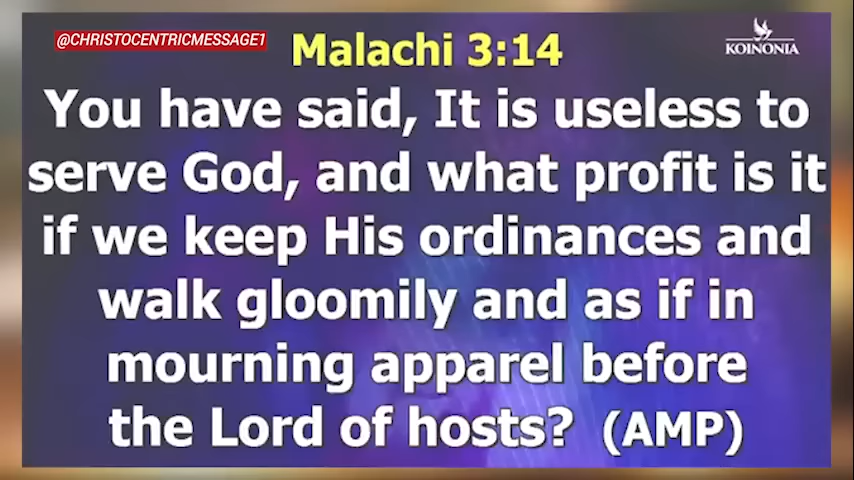 @CHRISTOCENTRICMESSAGE1
KOINONIA
Malachi 3:14
You have said, It is useless to
serve God, and what profit is it
if we keep His ordinances and
walk gloomily and as if in
mourning apparel before
the Lord of hosts? (AMP)